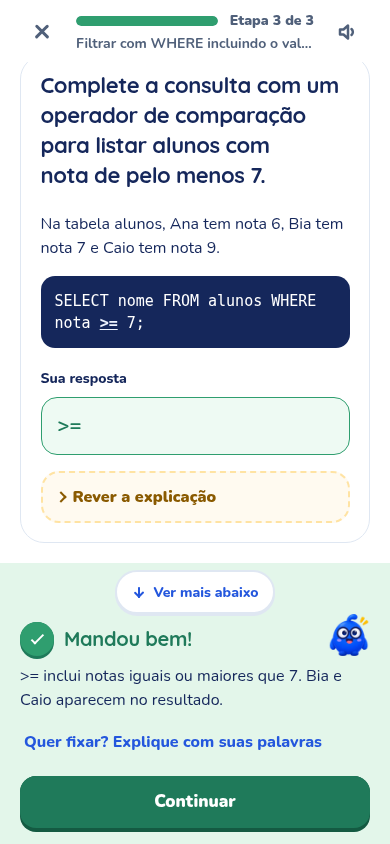 Etapa 3 de 3
Filtrar com WHERE incluindo o val...
Complete a consulta com um
operador de comparação
para listar alunos com
nota de pelo menos 7.
Na tabela alunos, Ana tem nota 6, Bia tem
nota 7 e Caio tem nota 9.
SELECT nome FROM alunos WHERE
nota >= 7;
Sua resposta
>=
Rever a explicação
Ver mais abaixo
Mandou bem!
>= inclui notas iguais ou maiores que 7. Bia e
Caio aparecem no resultado.
Quer fixar? Explique com suas palavras
Continuar